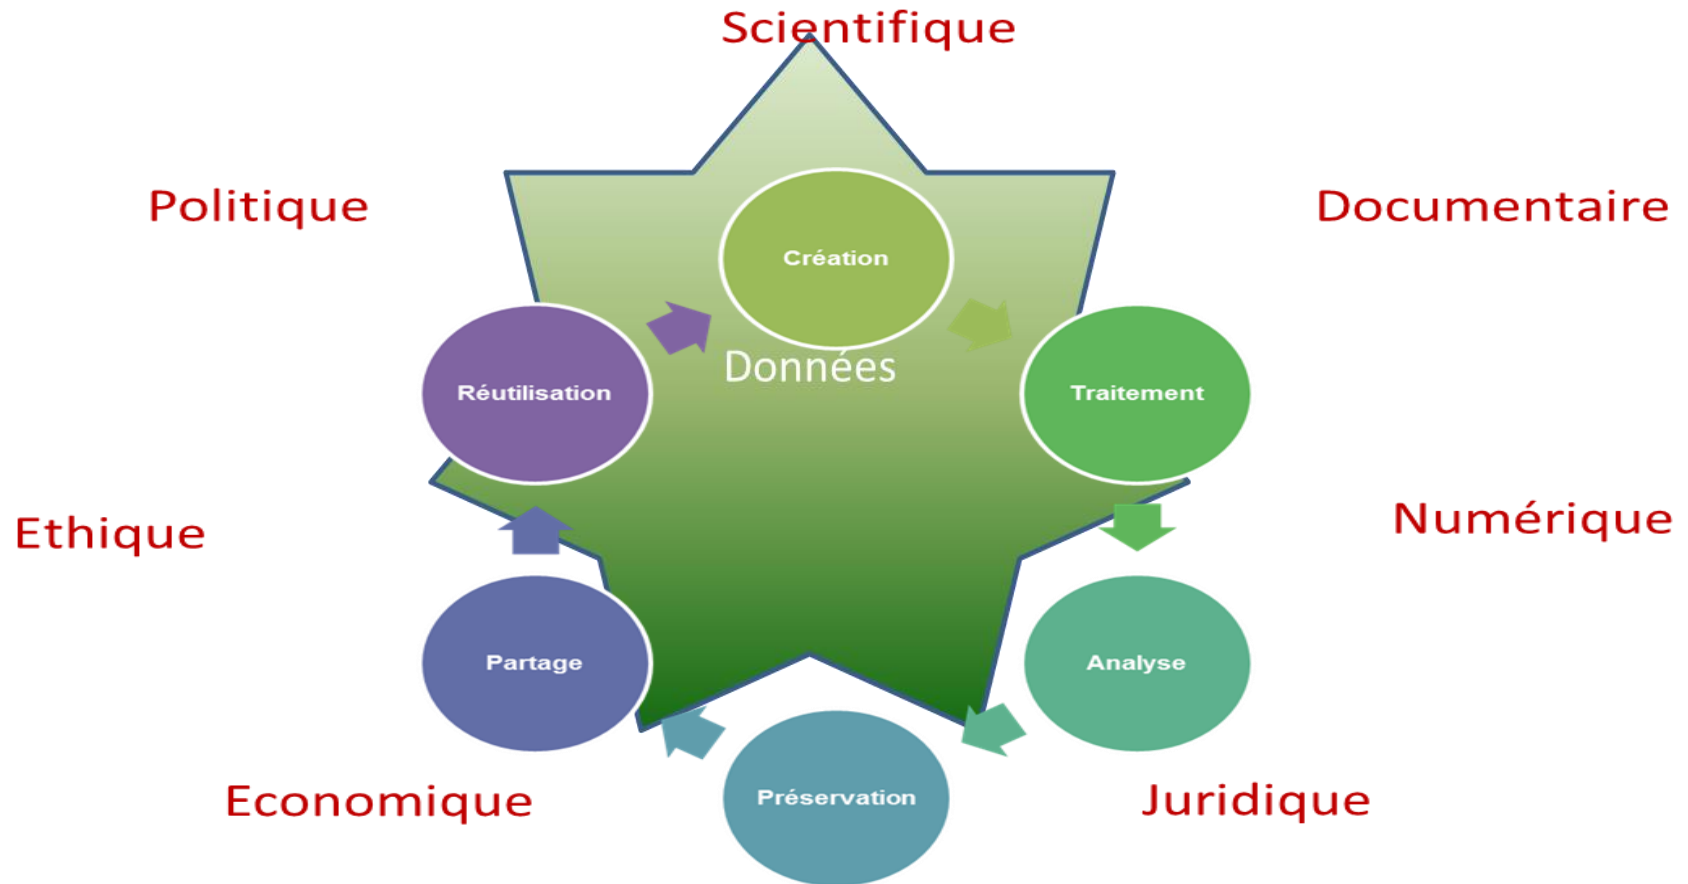 Scientifique
Politique
Documentaire
Création
Données
Réutilisation
Traitement
Ethique
Numérique
Partage
Analyse
Economique
Préservation
Juridique